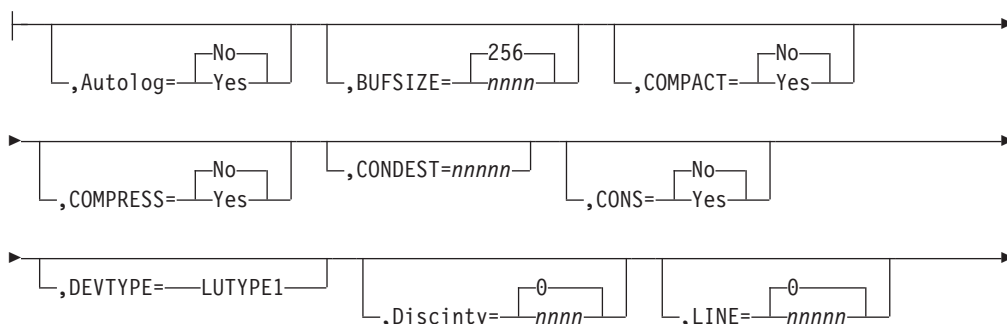 No 256 No
,Autolog= Yes ,BUFSIZE= nnnn ,COMPACT= Yes
No ,CONDEST=nnnnn No
,COMPRESS= Yes ,CONS= Yes
,DEVTYPE= LUTYPE1 0 0
,Discintv= nnnn ,LINE= nnnnn